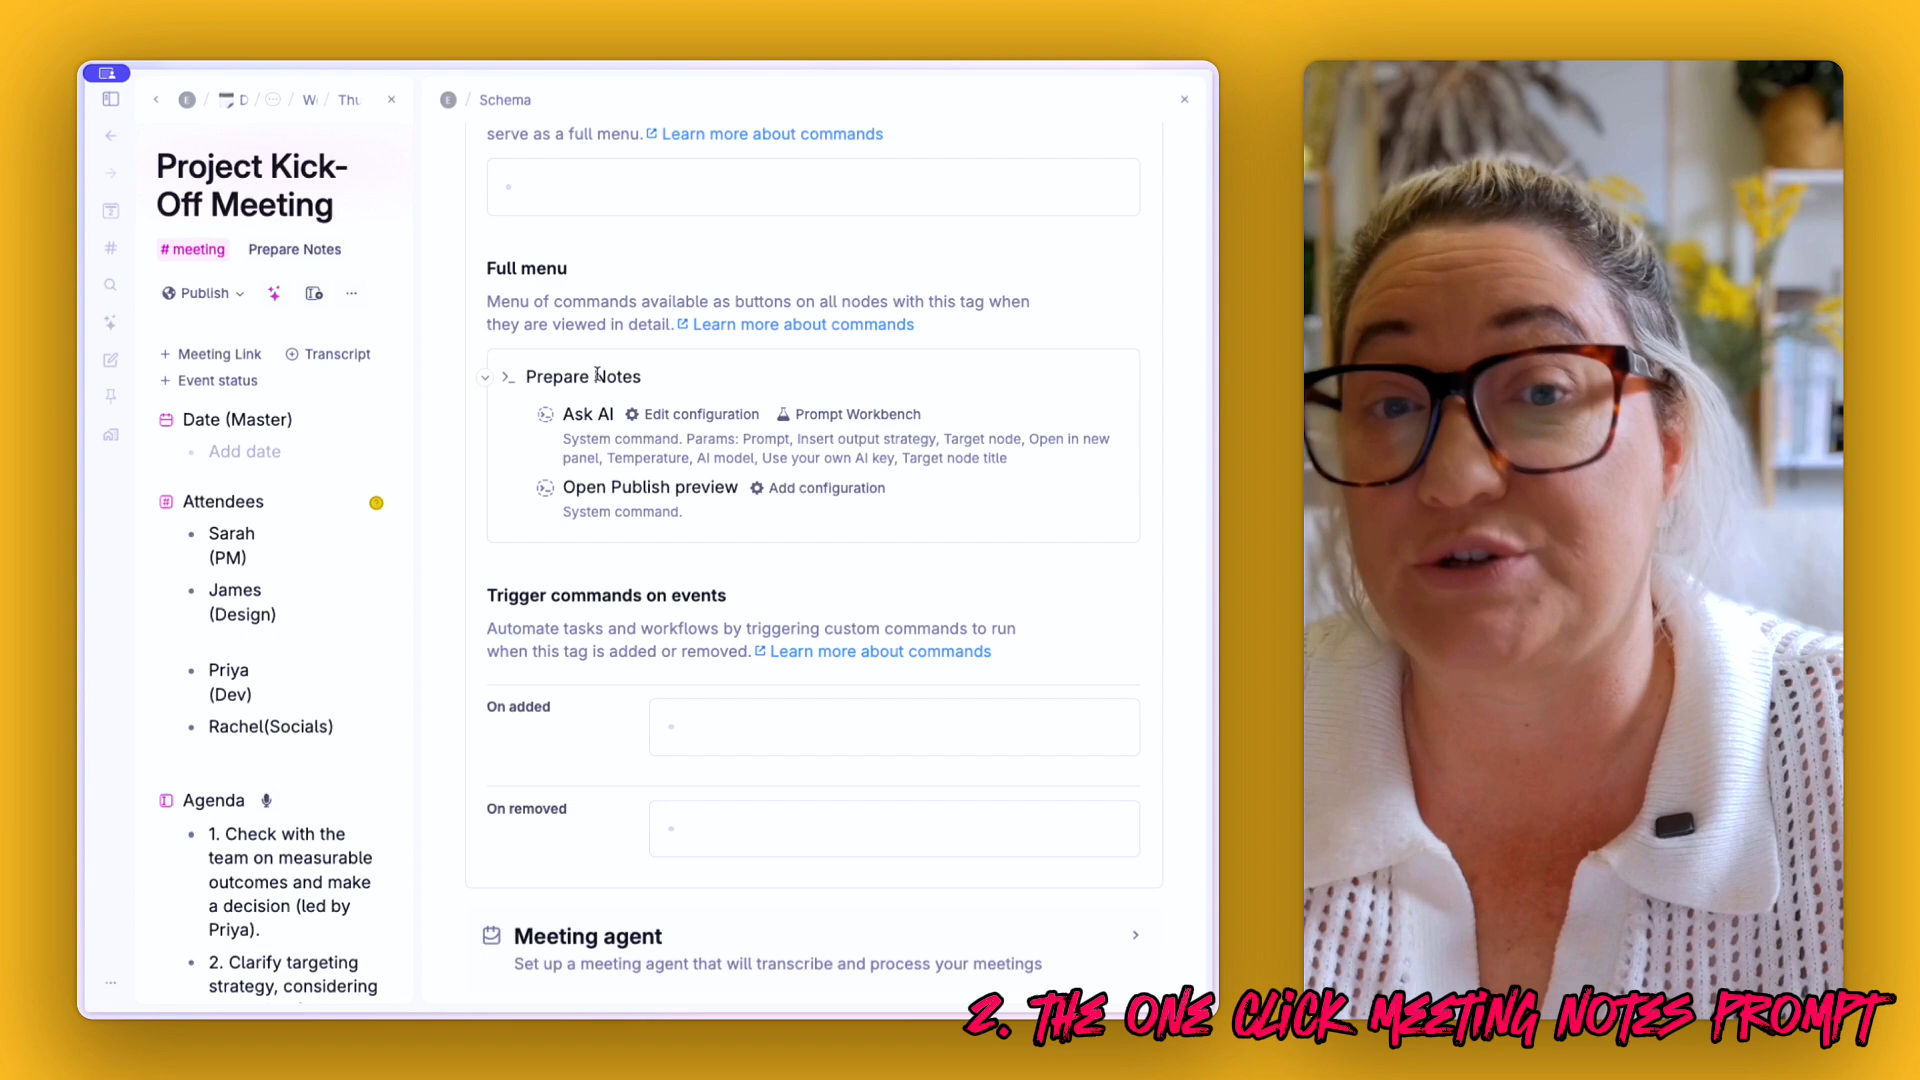 E / D / / W / Thu
Project Kick-
Off Meeting
# meeting Prepare Notes
Publish
+ Meeting Link Transcript
+ Event status
Date (Master)
Add date
Attendees
Sarah
(PM)
James
(Design)
Priya
(Dev)
Rachel(Socials)
Agenda
1. Check with the
team on measurable
outcomes and make
a decision (led by
Priya).
2. Clarify targeting
strategy, considering
E / Schema
serve as a full menu. Learn more about commands
Full menu
Menu of commands available as buttons on all nodes with this tag when
they are viewed in detail. Learn more about commands
Prepare Notes
Ask AI Edit configuration Prompt Workbench
System command. Params: Prompt, Insert output strategy, Target node, Open in new
panel, Temperature, AI model, Use your own AI key, Target node title
Open Publish preview Add configuration
System command.
Trigger commands on events
Automate tasks and workflows by triggering custom commands to run
when this tag is added or removed. Learn more about commands
On added
On removed
Meeting agent
Set up a meeting agent that will transcribe and process your meetings
2. THE ONE CLICK MEETING NOTES PROMPT